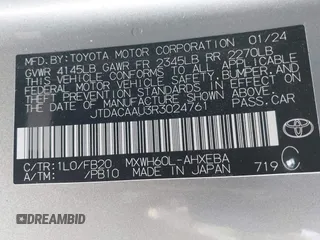 MFD.BY:TOYOTA MOTOR CORPORATION 01/24
GVWR 4145LB GAWR FR 2345LB RR 2270LB
THIS VEHICLE CONFORMS TO ALL APPLICABLE
FEDERAL MOTOR VEHICLE SAFETY, BUMPER, AND
THEFT PREVENTION STANDARDS IN EFFECT ON
THE DATE OF MANUFACTURE SHOWN ABOVE.
JTDACAAU3R3024761
PASS. CAR
C/TR:1L0/FB20 MXWH60L-AHXEBA
A/TM: /PB10 MADE IN JAPAN 719
C
TOYOTA
DREAMBID